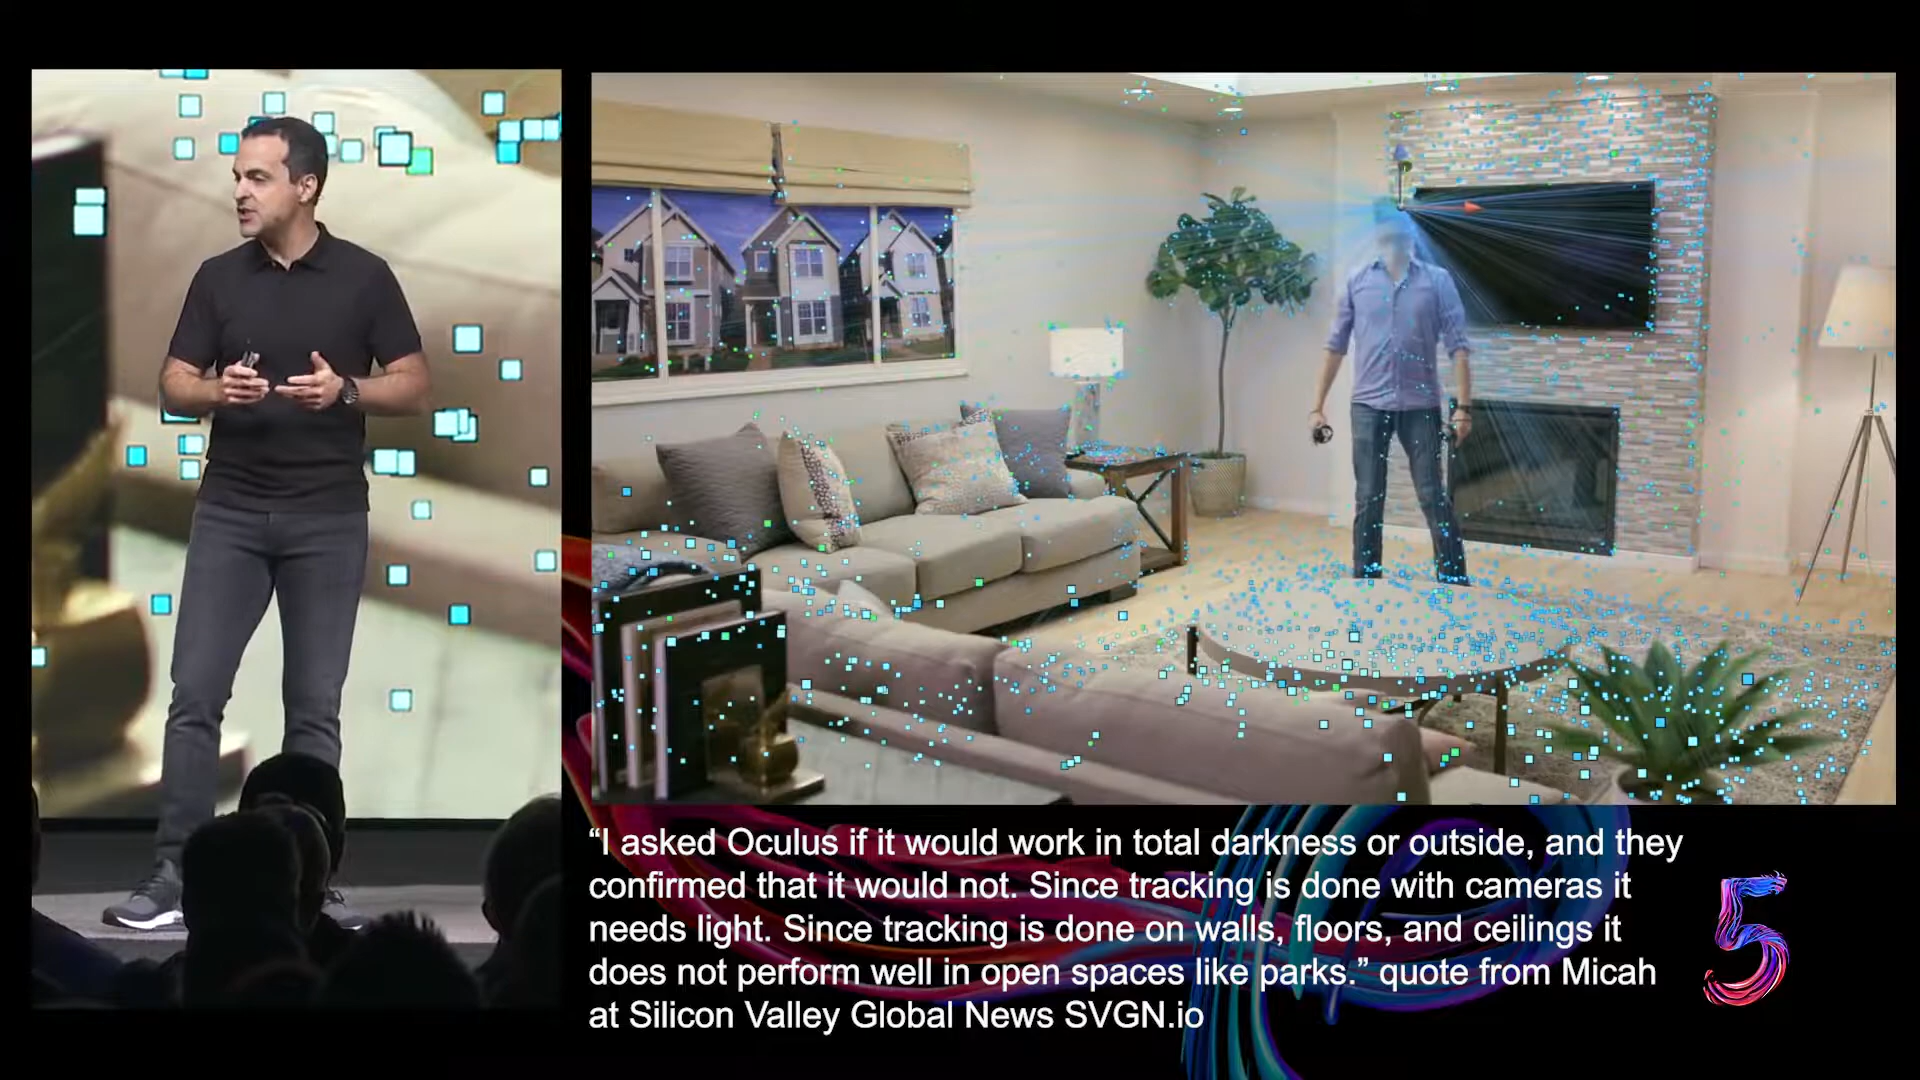 “I asked Oculus if it would work in total darkness or outside, and they
confirmed that it would not. Since tracking is done with cameras it
needs light. Since tracking is done on walls, floors, and ceilings it
does not perform well in open spaces like parks.” quote from Micah
at Silicon Valley Global News SVGN.io
5